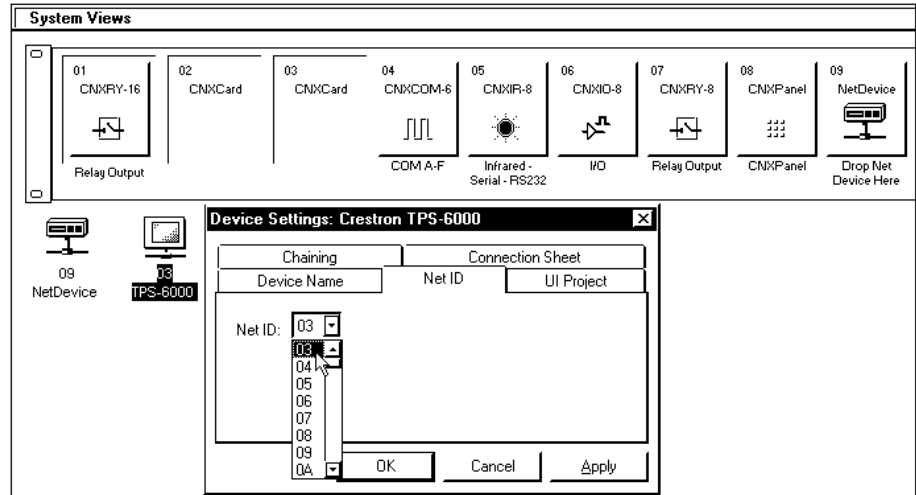 System Views
01 02 03 04 05 06 07 08 09
CNXRY-16 CNXCard CNXCard CNXCOM-6 CNXIR-8 CNXIO-8 CNXRY-8 CNXPanel NetDevice
Relay Output COM A-F Infrared - I/O Relay Output CNXPanel Drop Net
Serial - RS232 Device Here
09
NetDevice
03
TPS-6000
Device Settings: Crestron TPS-6000
Chaining Connection Sheet
Device Name Net ID UI Project
Net ID: 03
03
04
05
06
07
08
09
0A
OK Cancel Apply